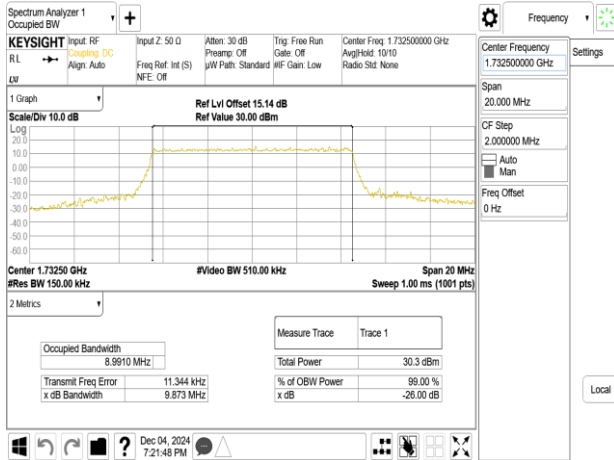 Spectrum Analyzer 1
Occupied BW
Frequency
KEYSIGHT
RL
LXI
Input: RF
Coupling: DC
Align: Auto
Input Z: 50 Ω
Freq Ref: Int (S)
NFE: Off
Atten: 30 dB
Preamp: Off
µW Path: Standard
Trig: Free Run
Gate: Off
#IF Gain: Low
Center Freq: 1.732500000 GHz
Avg|Hold: 10/10
Radio Std: None
Center Frequency
1.732500000 GHz
Settings
Span
20.000 MHz
CF Step
2.000000 MHz
Auto
Man
Freq Offset
0 Hz
1 Graph
Scale/Div 10.0 dB
Ref Lvl Offset 15.14 dB
Ref Value 30.00 dBm
Log
20.0
10.0
0.00
-10.0
-20.0
-30.0
-40.0
-50.0
-60.0
Center 1.73250 GHz
#Video BW 510.00 kHz
Span 20 MHz
#Res BW 150.00 kHz
Sweep 1.00 ms (1001 pts)
2 Metrics
Measure Trace
Trace 1
Occupied Bandwidth
8.9910 MHz
Total Power
30.3 dBm
Transmit Freq Error
11.344 kHz
% of OBW Power
99.00 %
x dB Bandwidth
9.873 MHz
x dB
-26.00 dB
Local
Dec 04, 2024
7:21:48 PM